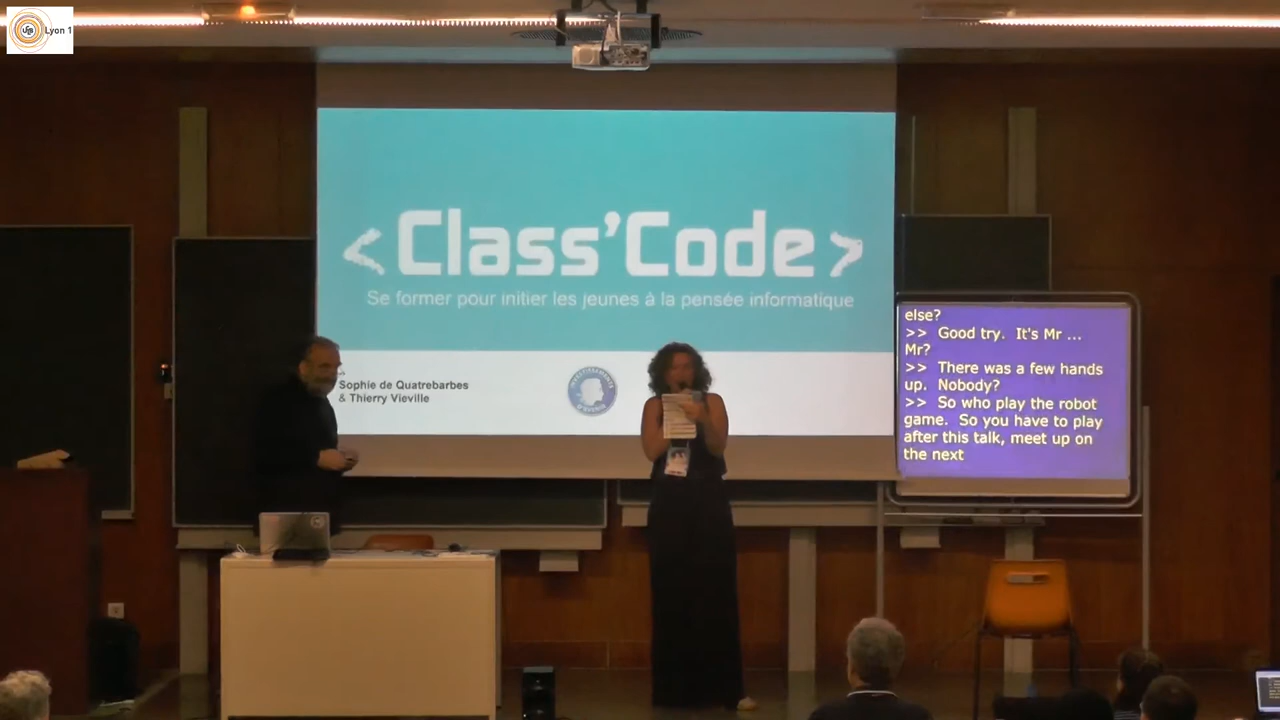 Lyon 1
< Class'Code >
Se former pour initier les jeunes à la pensée informatique
Sophie de Quatrebarbes
& Thierry Vieville
else?
>> Good try. It's Mr ...
Mr?
>> There was a few hands
up. Nobody?
>> So who play the robot
game. So you have to play
after this talk, meet up on
the next